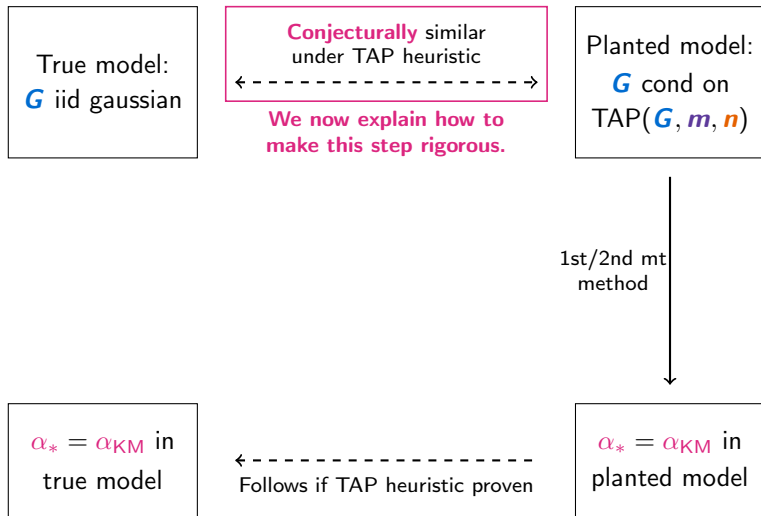 True model:
G iid gaussian
Conjecturally similar
under TAP heuristic
We now explain how to
make this step rigorous.
Planted model:
G cond on
TAP(G, m, n)
1st/2nd mt
method
α∗ = αKM in
true model
Follows if TAP heuristic proven
α∗ = αKM in
planted model